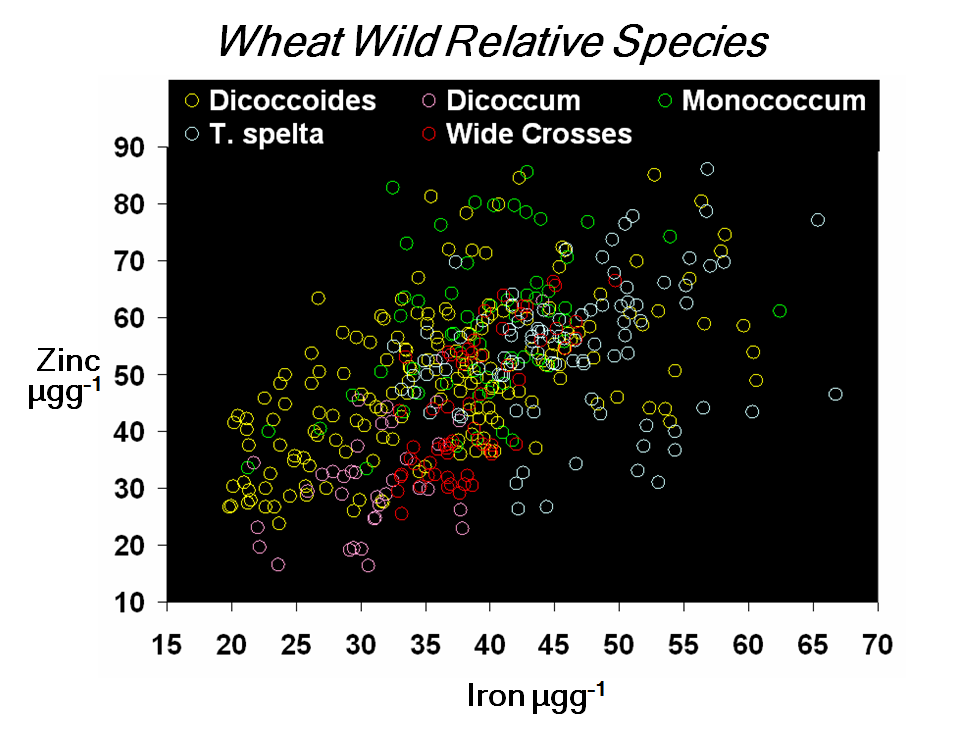 Wheat Wild Relative Species
Dicoccoides Dicoccum Monococcum
T. spelta Wide Crosses
90
80
70
60
50
40
30
20
10
Zinc
µgg-1
15 20 25 30 35 40 45 50 55 60 65 70
Iron µgg-1